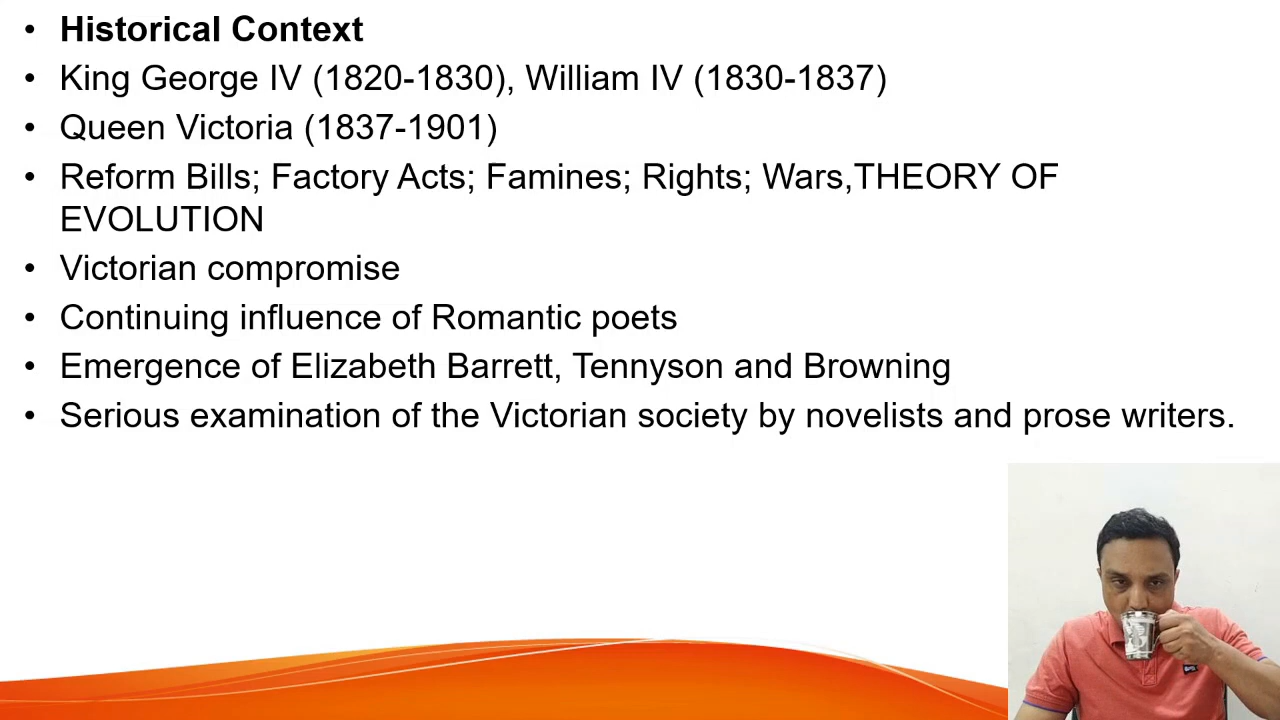 • Historical Context
• King George IV (1820-1830), William IV (1830-1837)
• Queen Victoria (1837-1901)
• Reform Bills; Factory Acts; Famines; Rights; Wars,THEORY OF
EVOLUTION
• Victorian compromise
• Continuing influence of Romantic poets
• Emergence of Elizabeth Barrett, Tennyson and Browning
• Serious examination of the Victorian society by novelists and prose writers.